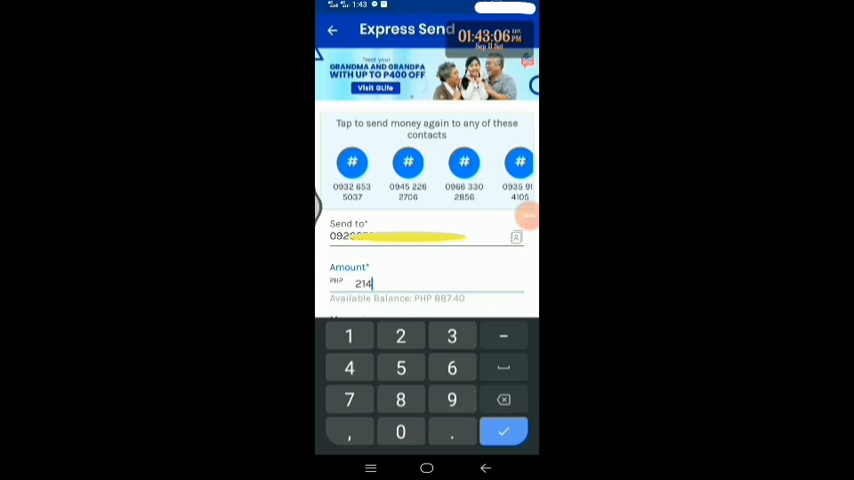 1:43
Express Send
01:43:06 PM
Sep 11 Sat
Treat your
GRANDMA AND GRANDPA
WITH UP TO P400 OFF
Visit GLife
Tap to send money again to any of these
contacts
# # # #
0932 653 0945 226 0966 330 0935 91
5037 2706 2856 4105
Send to*
092
Amount*
PHP 214
Available Balance: PHP 887.40
1 2 3 -
4 5 6
7 8 9
, 0 .